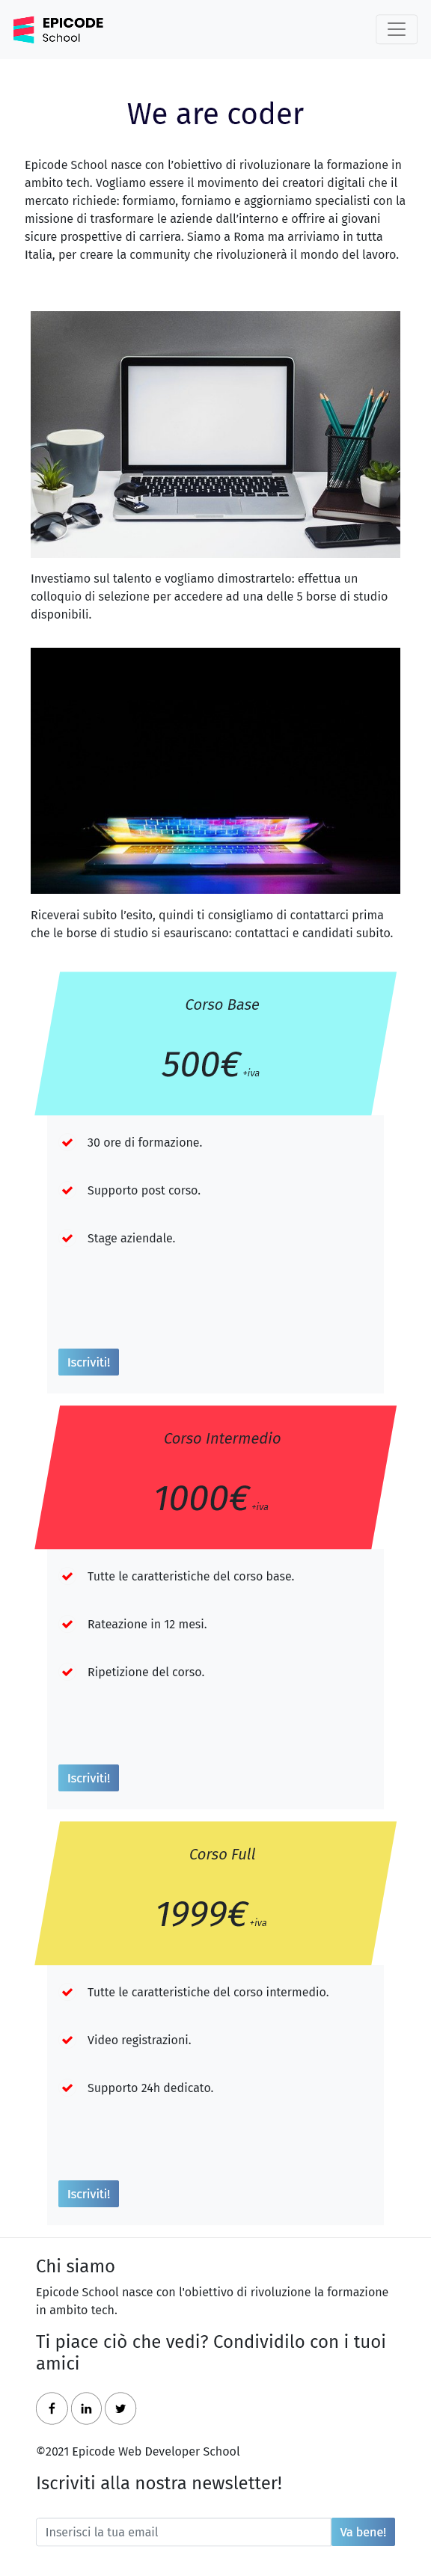 EPICODE
School
We are coder
Epicode School nasce con l'obiettivo di rivoluzionare la formazione in
ambito tech. Vogliamo essere il movimento dei creatori digitali che il
mercato richiede: formiamo, forniamo e aggiorniamo specialisti con la
missione di trasformare le aziende dall'interno e offrire ai giovani
sicure prospettive di carriera. Siamo a Roma ma arriviamo in tutta
Italia, per creare la community che rivoluzionerà il mondo del lavoro.
Investiamo sul talento e vogliamo dimostrartelo: effettua un
colloquio di selezione per accedere ad una delle 5 borse di studio
disponibili.
Riceverai subito l'esito, quindi ti consigliamo di contattarci prima
che le borse di studio si esauriscano: contattaci e candidati subito.
Corso Base
500€ +iva
30 ore di formazione.
Supporto post corso.
Stage aziendale.
Iscriviti!
Corso Intermedio
1000€ +iva
Tutte le caratteristiche del corso base.
Rateazione in 12 mesi.
Ripetizione del corso.
Iscriviti!
Corso Full
1999€ +iva
Tutte le caratteristiche del corso intermedio.
Video registrazioni.
Supporto 24h dedicato.
Iscriviti!
Chi siamo
Epicode School nasce con l'obiettivo di rivoluzione la formazione
in ambito tech.
Ti piace ciò che vedi? Condividilo con i tuoi
amici
©2021 Epicode Web Developer School
Iscriviti alla nostra newsletter!
Inserisci la tua email Va bene!